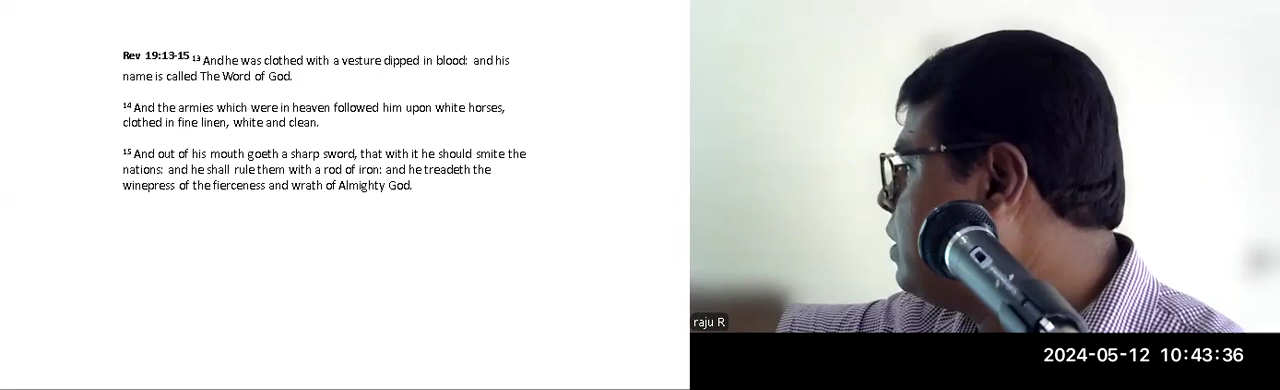 Rev 19:13-15 13 And he was clothed with a vesture dipped in blood: and his
name is called The Word of God.
14 And the armies which were in heaven followed him upon white horses,
clothed in fine linen, white and clean.
15 And out of his mouth goeth a sharp sword, that with it he should smite the
nations: and he shall rule them with a rod of iron: and he treadeth the
winepress of the fierceness and wrath of Almighty God.
raju R
2024-05-12 10:43:36